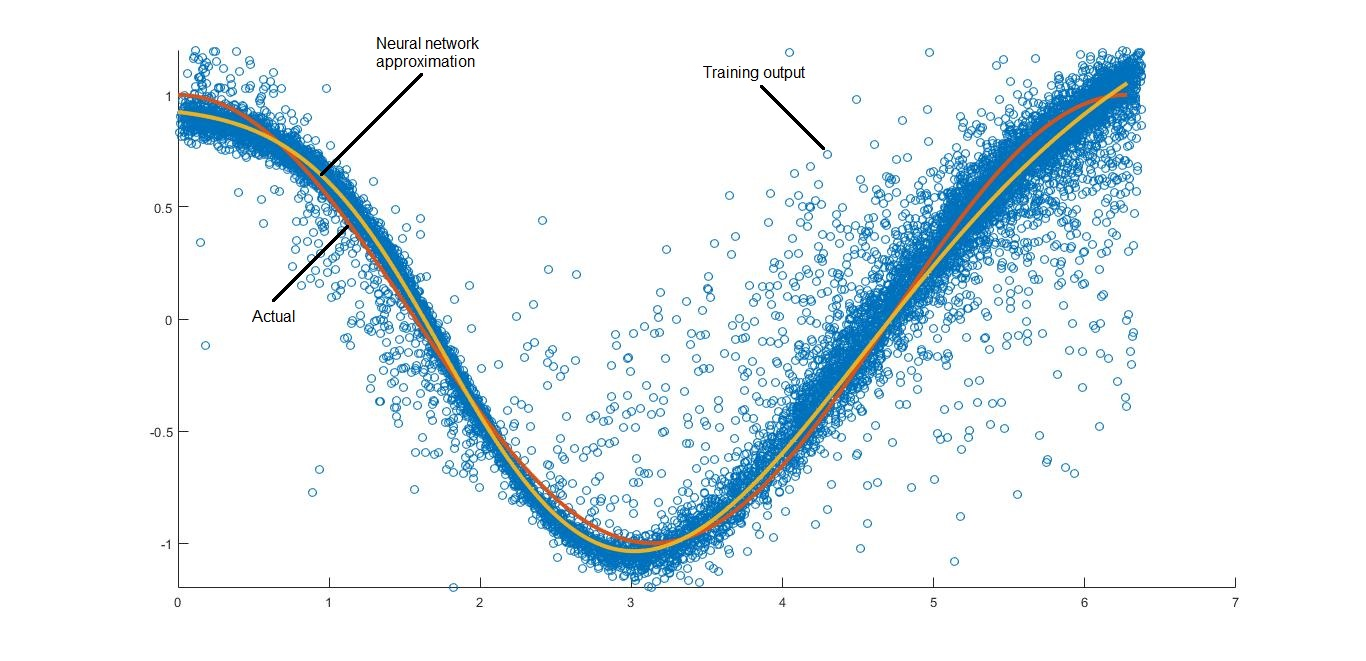 Neural network
approximation
Training output
Actual
1
0.5
0
-0.5
-1
0 1 2 3 4 5 6 7